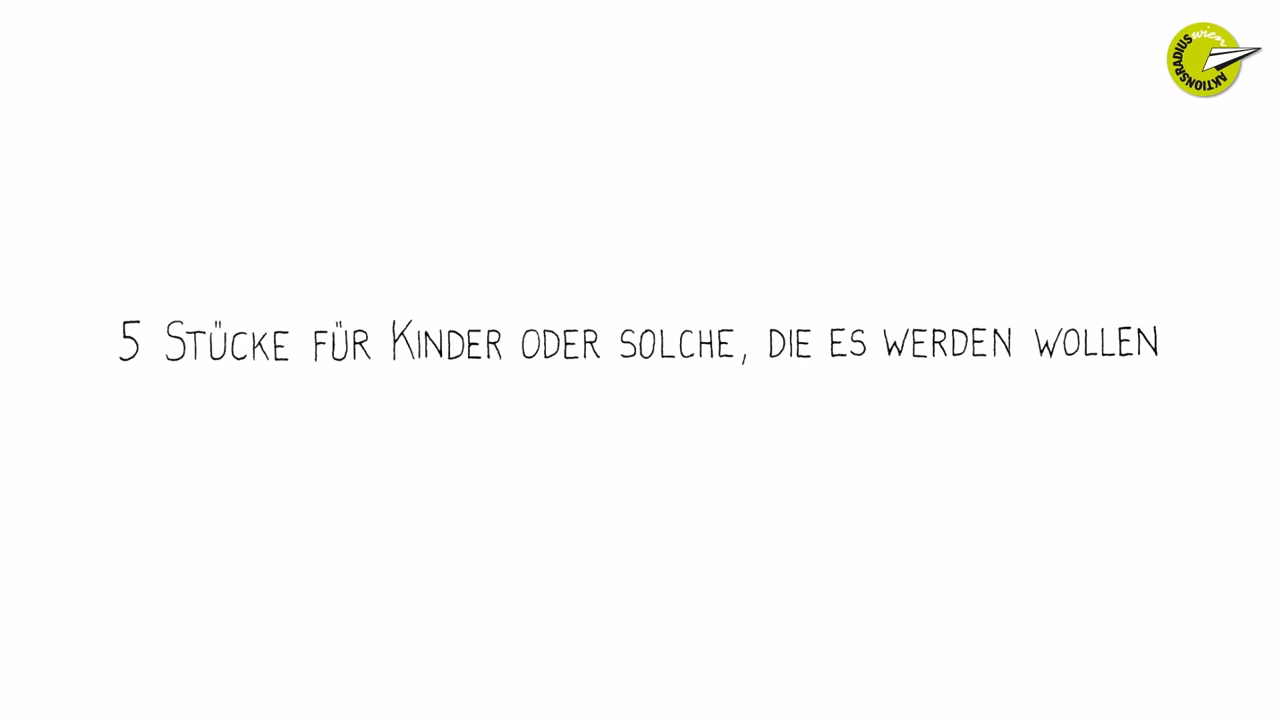 AKTIONSRADIUS wien
5 STÜCKE FÜR KINDER ODER SOLCHE, DIE ES WERDEN WOLLEN